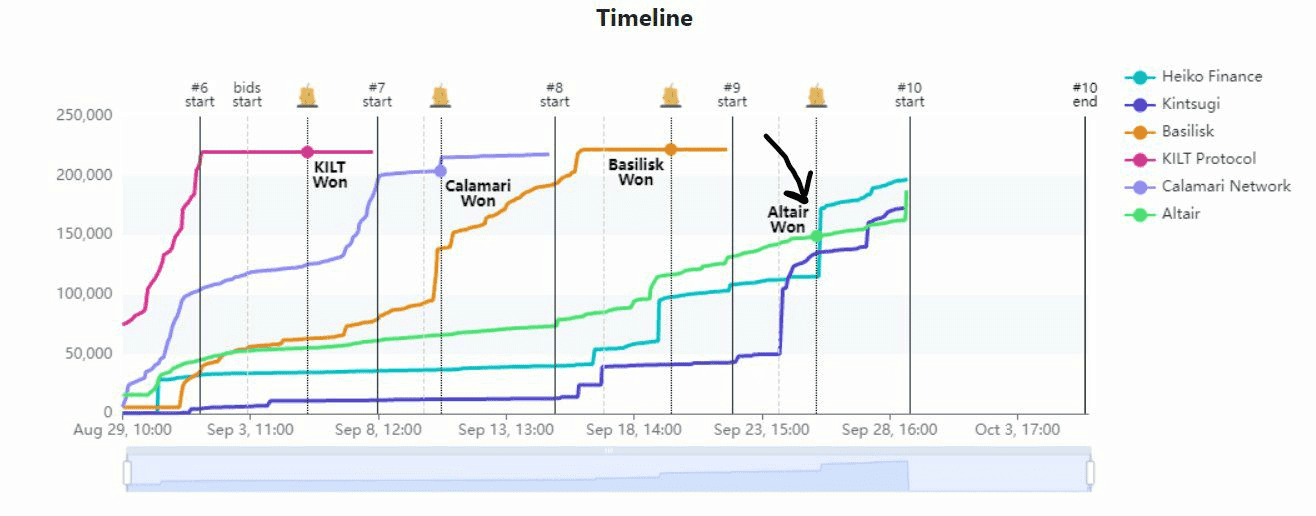 Timeline
#6
start
bids
start
#7
start
#8
start
#9
start
#10
start
#10
end
250,000
200,000
150,000
100,000
50,000
0
KILT
Won
Calamari
Won
Basilisk
Won
Altair
Won
Aug 29, 10:00
Sep 3, 11:00
Sep 8, 12:00
Sep 13, 13:00
Sep 18, 14:00
Sep 23, 15:00
Sep 28, 16:00
Oct 3, 17:00
Heiko Finance
Kintsugi
Basilisk
KILT Protocol
Calamari Network
Altair